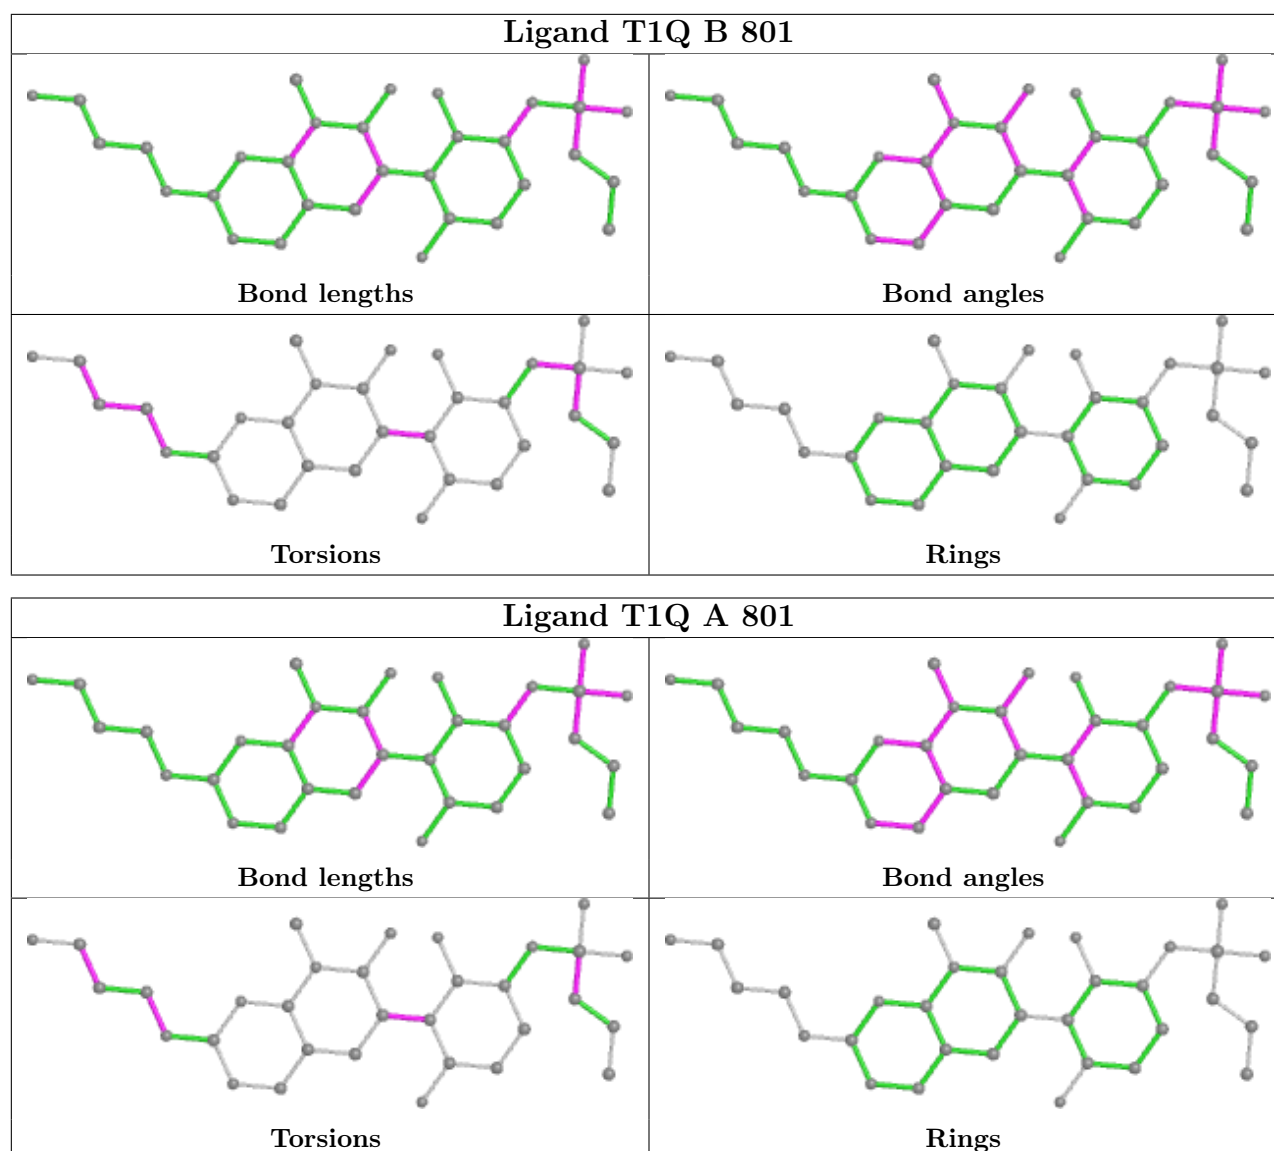 Ligand T1Q B 801
Bond lengths
Bond angles
Torsions
Rings
Ligand T1Q A 801
Bond lengths
Bond angles
Torsions
Rings